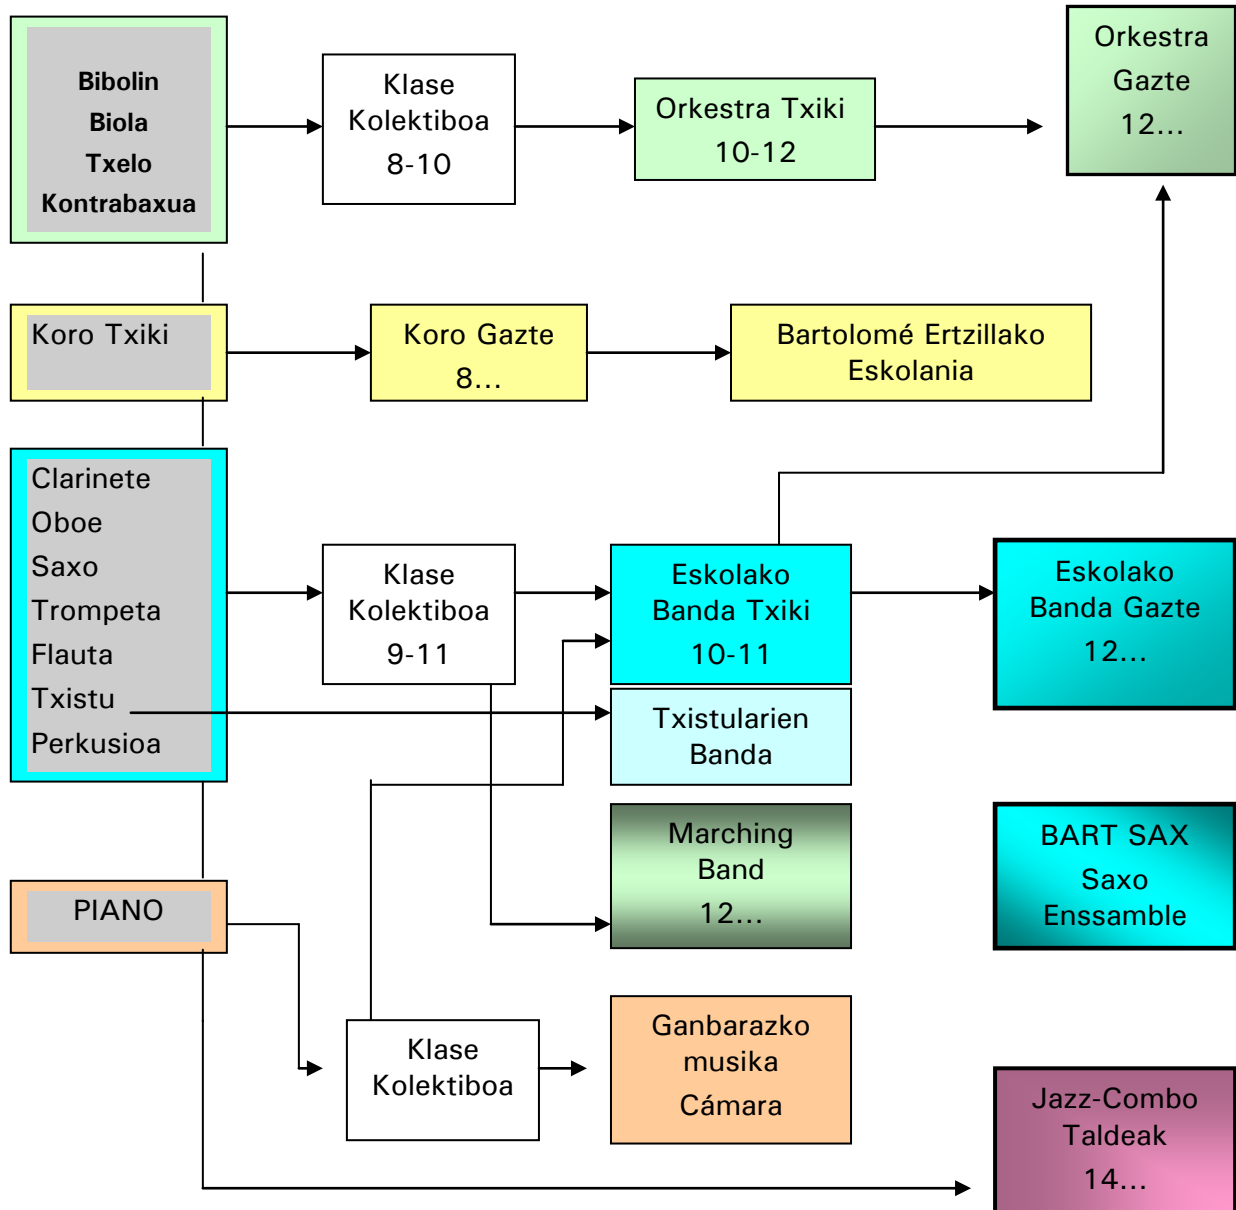 Bibolin
Biola
Txelo
Kontrabaxua
Klase
Kolektiboa
8-10
Orkestra Txiki
10-12
Orkestra
Gazte
12...
Koro Txiki
Koro Gazte
8...
Bartolomé Ertzillako
Eskolania
Clarinete
Oboe
Saxo
Trompeta
Flauta
Txistu
Perkusioa
Klase
Kolektiboa
9-11
Eskolako
Banda Txiki
10-11
Eskolako
Banda Gazte
12...
Txistularien
Banda
Marching
Band
12...
BART SAX
Saxo
Enssamble
PIANO
Klase
Kolektiboa
Ganbarazko
musika
Cámara
Jazz-Combo
Taldeak
14...